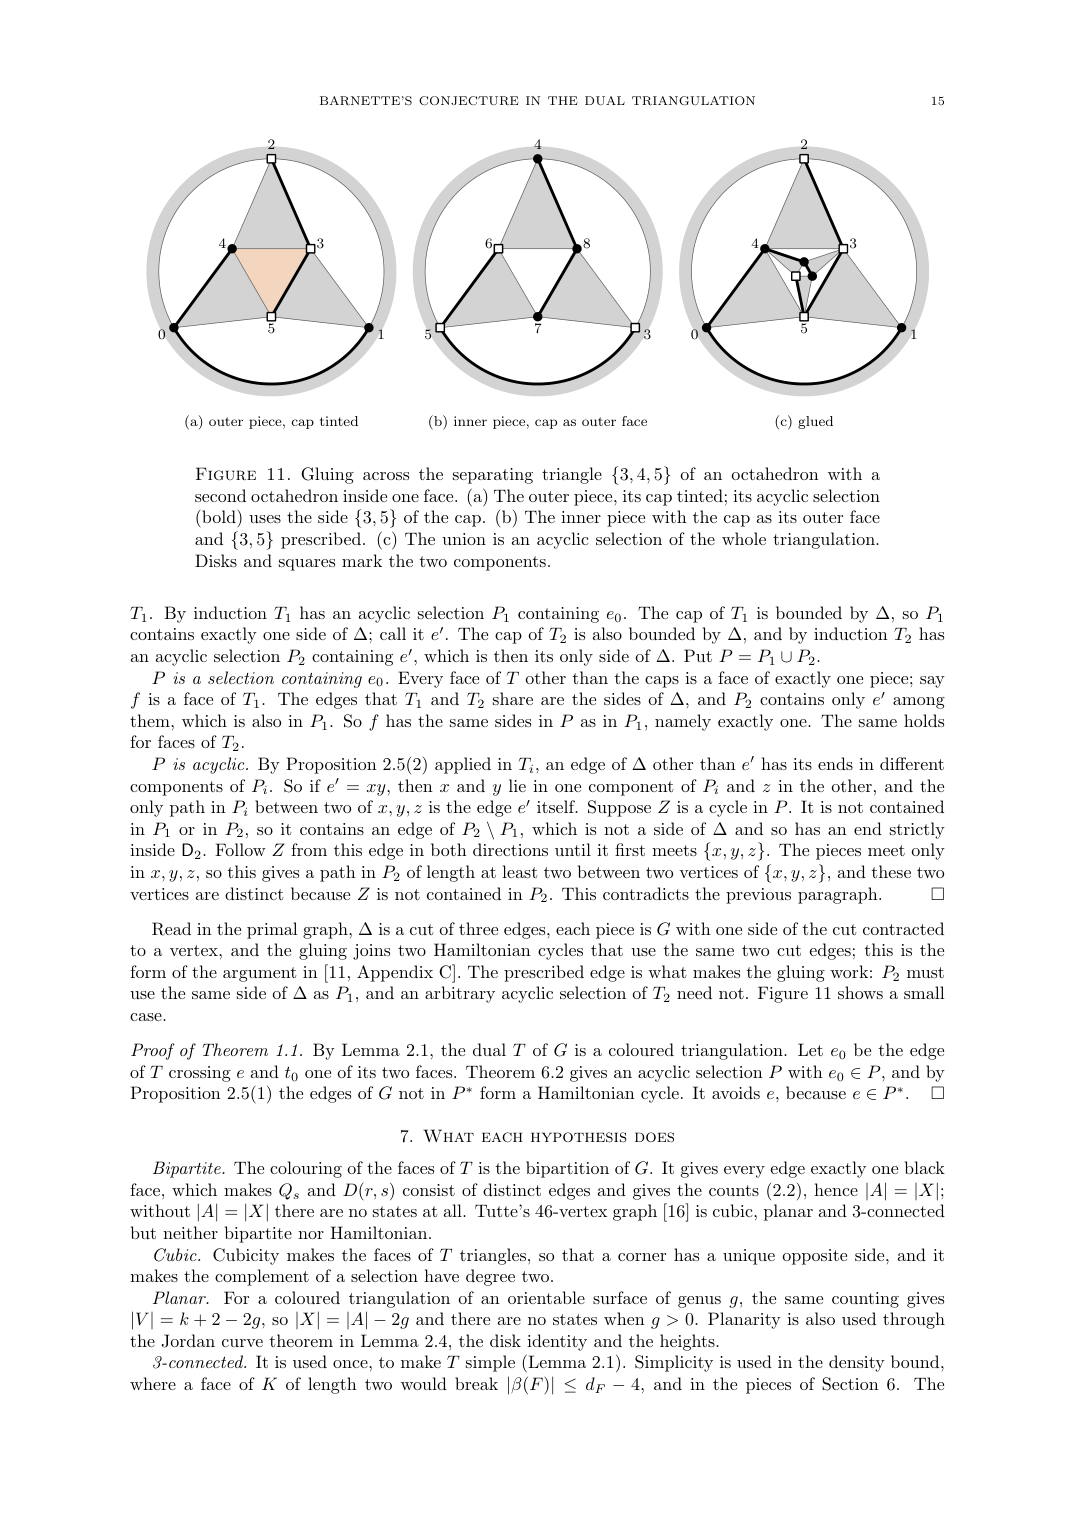 BARNETTE'S CONJECTURE IN THE DUAL TRIANGULATION 15
2
4
3
0
5
1
(a) outer piece, cap tinted
4
6
8
5
7
3
(b) inner piece, cap as outer face
2
4
3
0
5
1
(c) glued
FIGURE 11. Gluing across the separating triangle {3, 4, 5} of an octahedron with a
second octahedron inside one face. (a) The outer piece, its cap tinted; its acyclic selection
(bold) uses the side {3, 5} of the cap. (b) The inner piece with the cap as its outer face
and {3, 5} prescribed. (c) The union is an acyclic selection of the whole triangulation.
Disks and squares mark the two components.
T₁. By induction T₁ has an acyclic selection P₁ containing e₀. The cap of T₁ is bounded by Δ, so P₁
contains exactly one side of Δ; call it e′. The cap of T₂ is also bounded by Δ, and by induction T₂ has
an acyclic selection P₂ containing e′, which is then its only side of Δ. Put P = P₁ ∪ P₂.
P is a selection containing e₀. Every face of T other than the caps is a face of exactly one piece; say
f is a face of T₁. The edges that T₁ and T₂ share are the sides of Δ, and P₂ contains only e′ among
them, which is also in P₁. So f has the same sides in P as in P₁, namely exactly one. The same holds
for faces of T₂.
P is acyclic. By Proposition 2.5(2) applied in Tᵢ, an edge of Δ other than e′ has its ends in different
components of Pᵢ. So if e′ = xy, then x and y lie in one component of Pᵢ and z in the other, and the
only path in Pᵢ between two of x, y, z is the edge e′ itself. Suppose Z is a cycle in P. It is not contained
in P₁ or in P₂, so it contains an edge of P₂ \ P₁, which is not a side of Δ and so has an end strictly
inside D₂. Follow Z from this edge in both directions until it first meets {x, y, z}. The pieces meet only
in x, y, z, so this gives a path in P₂ of length at least two between two vertices of {x, y, z}, and these two
vertices are distinct because Z is not contained in P₂. This contradicts the previous paragraph. □
Read in the primal graph, Δ is a cut of three edges, each piece is G with one side of the cut contracted
to a vertex, and the gluing joins two Hamiltonian cycles that use the same two cut edges; this is the
form of the argument in [11, Appendix C]. The prescribed edge is what makes the gluing work: P₂ must
use the same side of Δ as P₁, and an arbitrary acyclic selection of T₂ need not. Figure 11 shows a small
case.
Proof of Theorem 1.1. By Lemma 2.1, the dual T of G is a coloured triangulation. Let e₀ be the edge
of T crossing e and t₀ one of its two faces. Theorem 6.2 gives an acyclic selection P with e₀ ∈ P, and by
Proposition 2.5(1) the edges of G not in P* form a Hamiltonian cycle. It avoids e, because e ∈ P*. □
7. WHAT EACH HYPOTHESIS DOES
Bipartite. The colouring of the faces of T is the bipartition of G. It gives every edge exactly one black
face, which makes Qₛ and D(r, s) consist of distinct edges and gives the counts (2.2), hence |A| = |X|;
without |A| = |X| there are no states at all. Tutte's 46-vertex graph [16] is cubic, planar and 3-connected
but neither bipartite nor Hamiltonian.
Cubic. Cubicity makes the faces of T triangles, so that a corner has a unique opposite side, and it
makes the complement of a selection have degree two.
Planar. For a coloured triangulation of an orientable surface of genus g, the same counting gives
|V| = k + 2 − 2g, so |X| = |A| − 2g and there are no states when g > 0. Planarity is also used through
the Jordan curve theorem in Lemma 2.4, the disk identity and the heights.
3-connected. It is used once, to make T simple (Lemma 2.1). Simplicity is used in the density bound,
where a face of K of length two would break |β(F)| ≤ d_F − 4, and in the pieces of Section 6. The